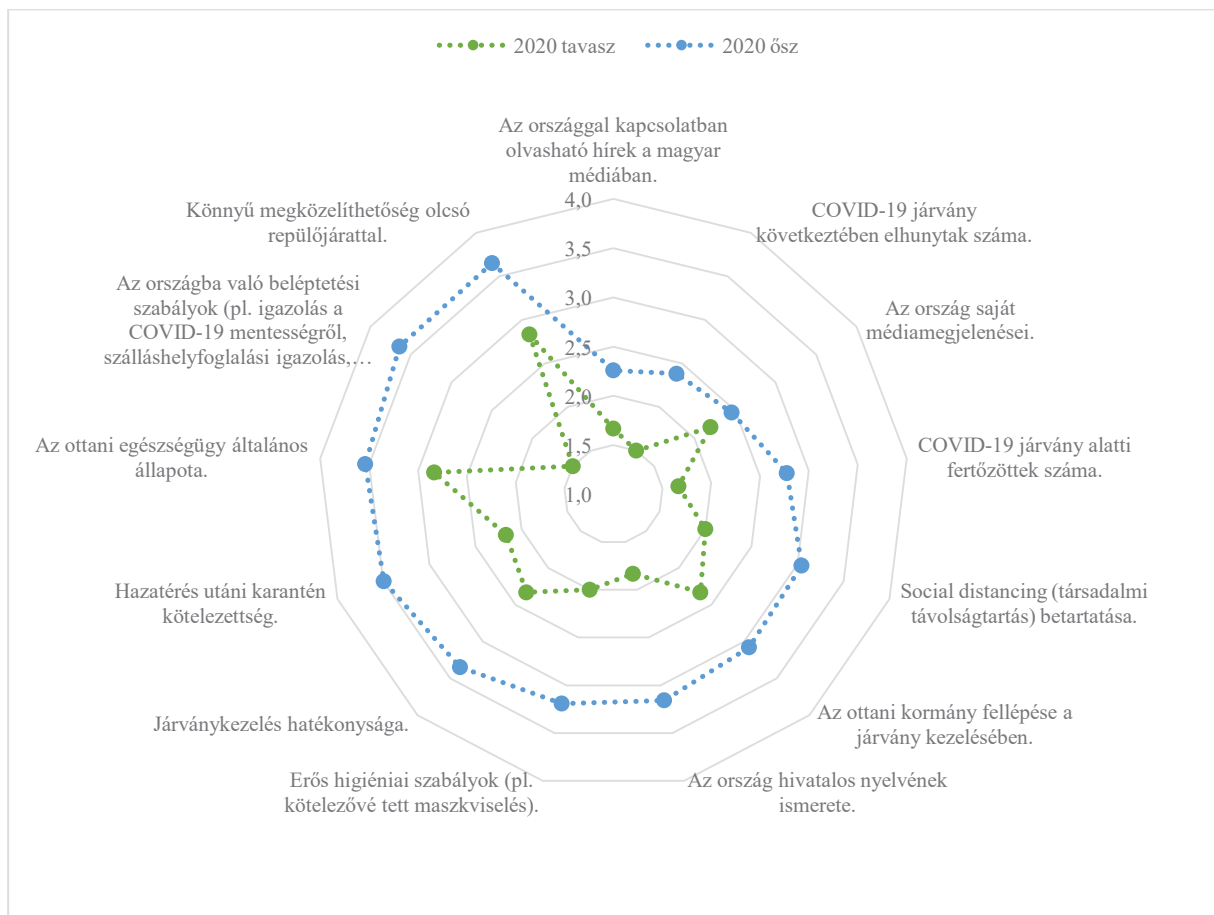 2020 tavasz
2020 ősz
Az országgal kapcsolatban
olvasható hírek a magyar
médiában.
COVID-19 járvány
következtében elhunytak száma.
Az ország saját
médiamegjelenései.
COVID-19 járvány alatti
fertőzöttek száma.
Social distancing (társadalmi
távolságtartás) betartatása.
Az ottani kormány fellépése a
járvány kezelésében.
Az ország hivatalos nyelvének
ismerete.
Erős higiéniai szabályok (pl.
kötelezővé tett maszkviselés).
Járványkezelés hatékonysága.
Hazatérés utáni karantén
kötelezettség.
Az ottani egészségügy általános
állapota.
Az országba való beléptetési
szabályok (pl. igazolás a
COVID-19 mentességről,
szálláshelyfoglalási igazolás,…
Könnyű megközelíthetőség olcsó
repülőjárattal.
4,0
3,5
3,0
2,5
2,0
1,5
1,0